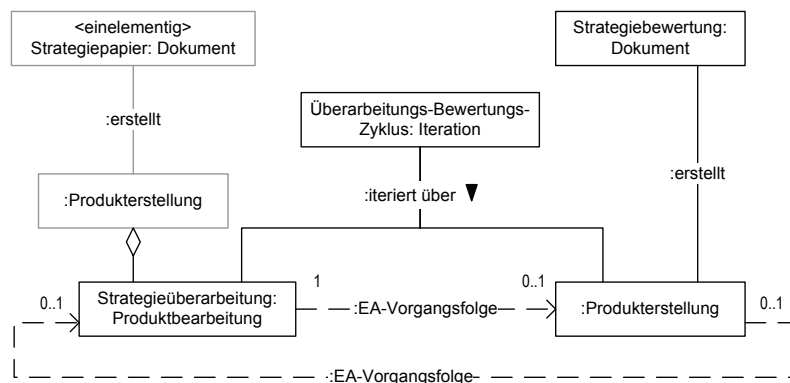 <einelementig>
Strategiepapier: Dokument
Strategiebewertung:
Dokument
Überarbeitungs-Bewertungs-
Zyklus: Iteration
:erstellt
:erstellt
:Produkterstellung
:iteriert über
0..1
Strategieüberarbeitung:
Produktbearbeitung
1
:EA-Vorgangsfolge
0..1
:Produkterstellung
0..1
:EA-Vorgangsfolge